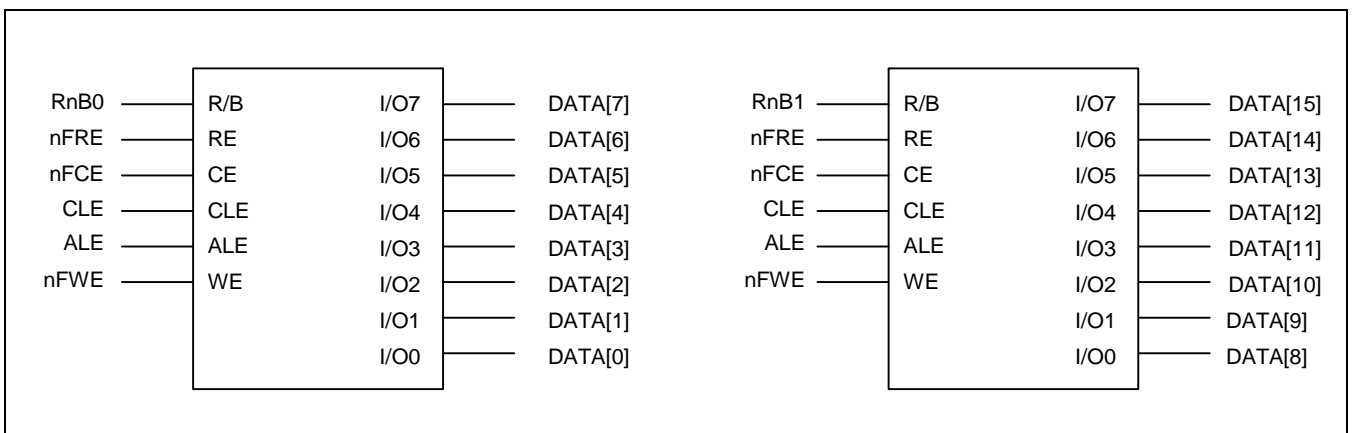 RnB0 R/B I/O7 DATA[7]
nFRE RE I/O6 DATA[6]
nFCE CE I/O5 DATA[5]
CLE CLE I/O4 DATA[4]
ALE ALE I/O3 DATA[3]
nFWE WE I/O2 DATA[2]
I/O1 DATA[1]
I/O0 DATA[0]
RnB1 R/B I/O7 DATA[15]
nFRE RE I/O6 DATA[14]
nFCE CE I/O5 DATA[13]
CLE CLE I/O4 DATA[12]
ALE ALE I/O3 DATA[11]
nFWE WE I/O2 DATA[10]
I/O1 DATA[9]
I/O0 DATA[8]